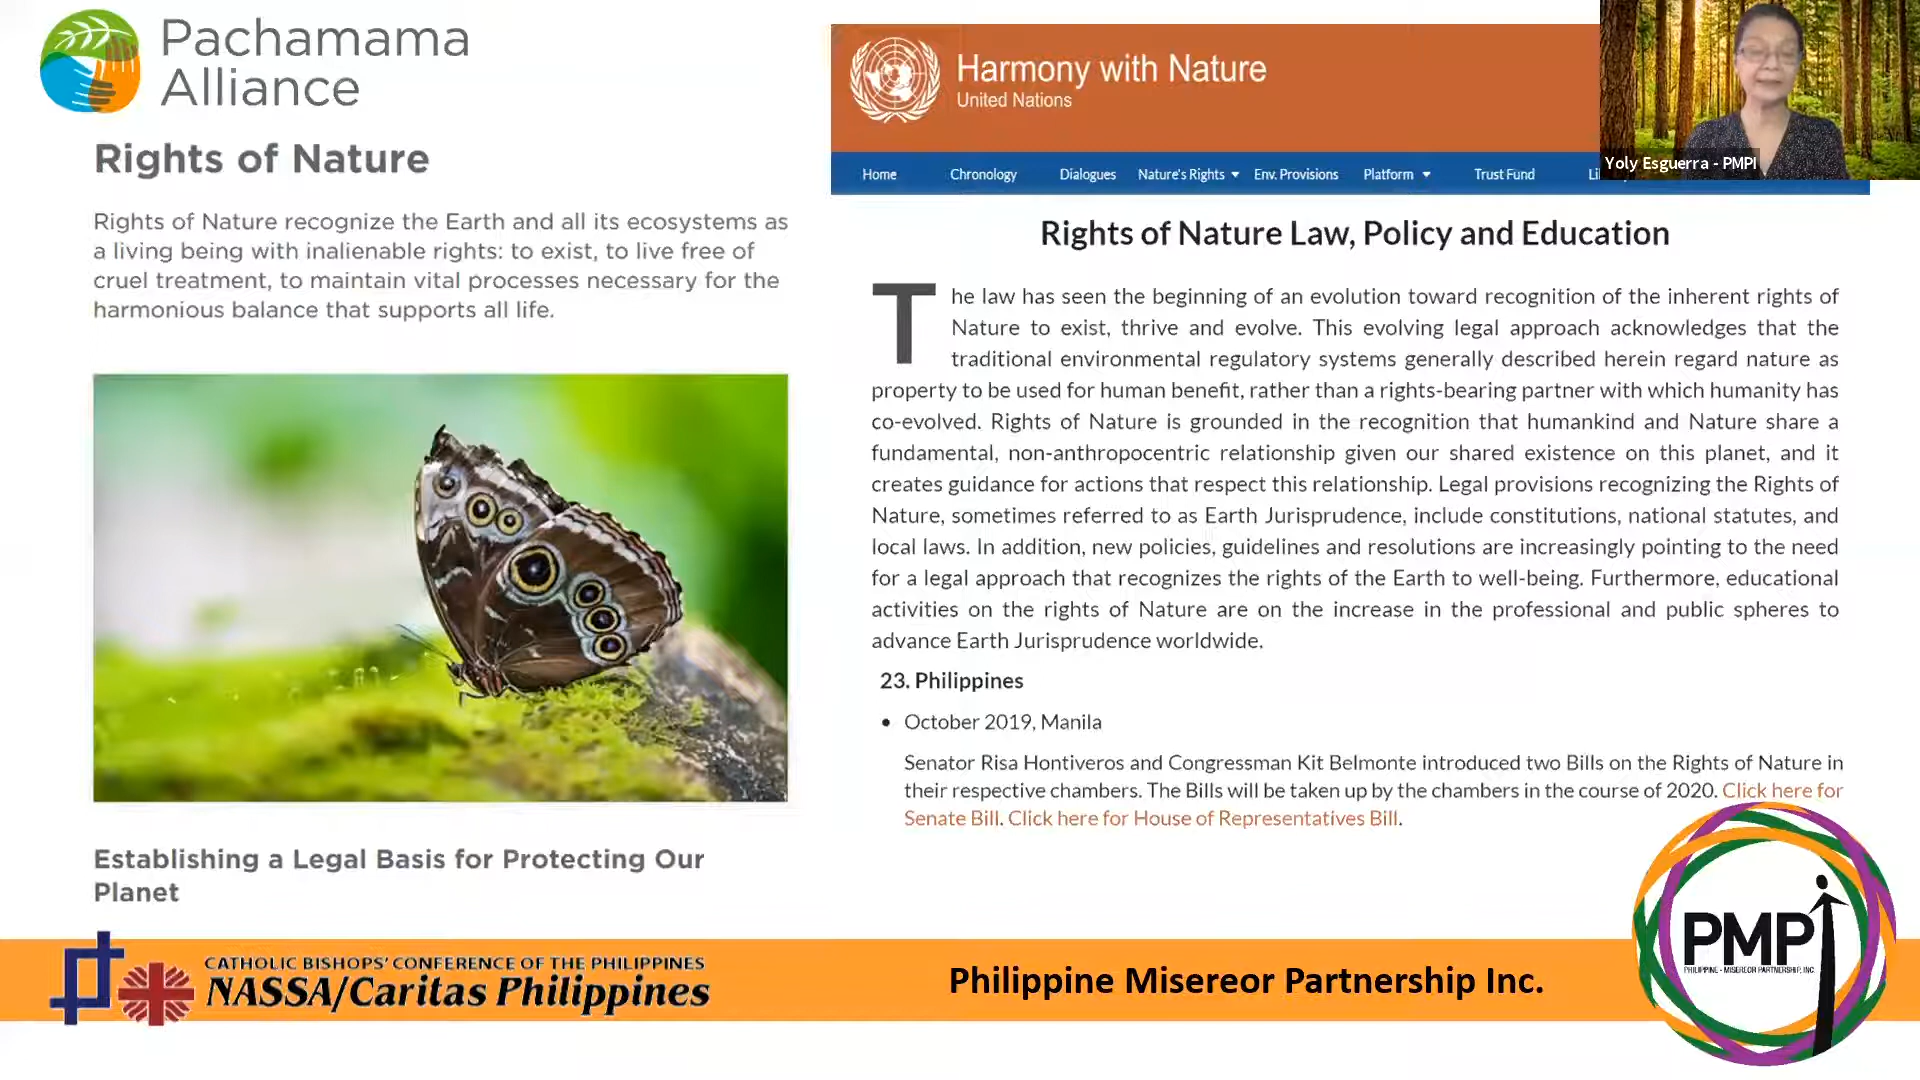 Pachamama
Alliance
Rights of Nature
Rights of Nature recognize the Earth and all its ecosystems as
a living being with inalienable rights: to exist, to live free of
cruel treatment, to maintain vital processes necessary for the
harmonious balance that supports all life.
Establishing a Legal Basis for Protecting Our
Planet
Harmony with Nature
United Nations
Home Chronology Dialogues Nature's Rights Env. Provisions Platform Trust Fund
Yoly Esguerra - PMPI
Rights of Nature Law, Policy and Education
The law has seen the beginning of an evolution toward recognition of the inherent rights of
Nature to exist, thrive and evolve. This evolving legal approach acknowledges that the
traditional environmental regulatory systems generally described herein regard nature as
property to be used for human benefit, rather than a rights-bearing partner with which humanity has
co-evolved. Rights of Nature is grounded in the recognition that humankind and Nature share a
fundamental, non-anthropocentric relationship given our shared existence on this planet, and it
creates guidance for actions that respect this relationship. Legal provisions recognizing the Rights of
Nature, sometimes referred to as Earth Jurisprudence, include constitutions, national statutes, and
local laws. In addition, new policies, guidelines and resolutions are increasingly pointing to the need
for a legal approach that recognizes the rights of the Earth to well-being. Furthermore, educational
activities on the rights of Nature are on the increase in the professional and public spheres to
advance Earth Jurisprudence worldwide.
23. Philippines
• October 2019, Manila
Senator Risa Hontiveros and Congressman Kit Belmonte introduced two Bills on the Rights of Nature in
their respective chambers. The Bills will be taken up by the chambers in the course of 2020. Click here for
Senate Bill. Click here for House of Representatives Bill.
CATHOLIC BISHOPS' CONFERENCE OF THE PHILIPPINES
NASSA/Caritas Philippines
Philippine Misereor Partnership Inc.
PMPi
PHILIPPINE - MISEREOR PARTNERSHIP, INC.